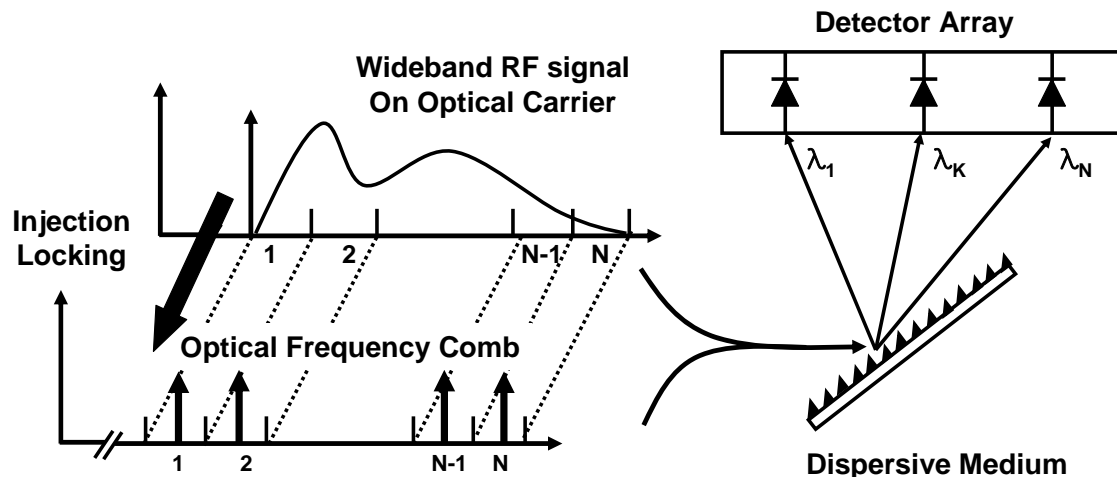 Detector Array
Wideband RF signal
On Optical Carrier
λ1
λK
λN
Injection
Locking
1
2
N-1
N
Optical Frequency Comb
1
2
N-1
N
Dispersive Medium